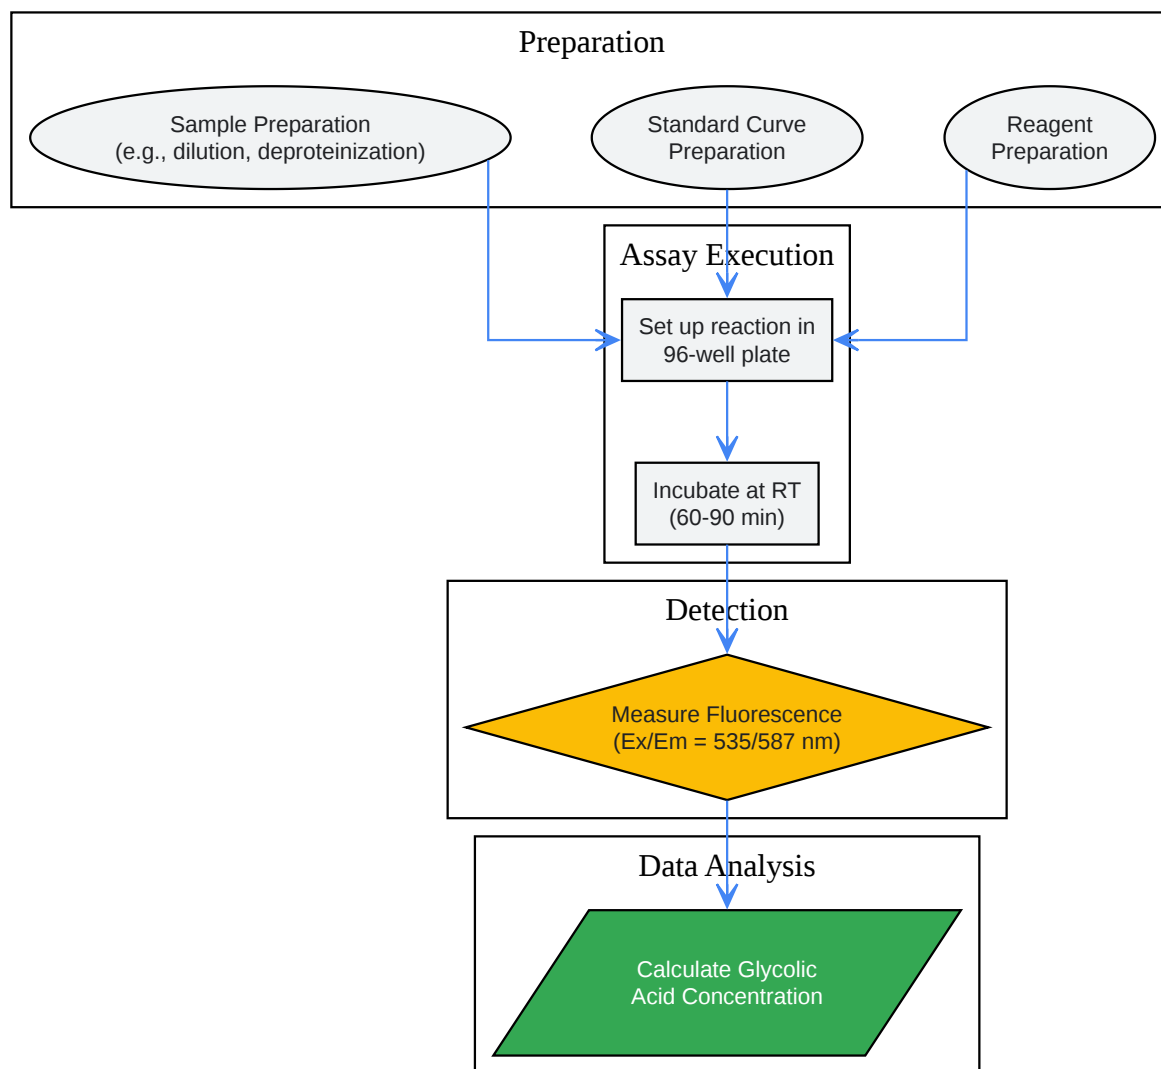 Preparation
Sample Preparation
(e.g., dilution, deproteinization)
Standard Curve
Preparation
Reagent
Preparation
Assay Execution
Set up reaction in
96-well plate
Incubate at RT
(60-90 min)
Detection
Measure Fluorescence
(Ex/Em = 535/587 nm)
Data Analysis
Calculate Glycolic
Acid Concentration